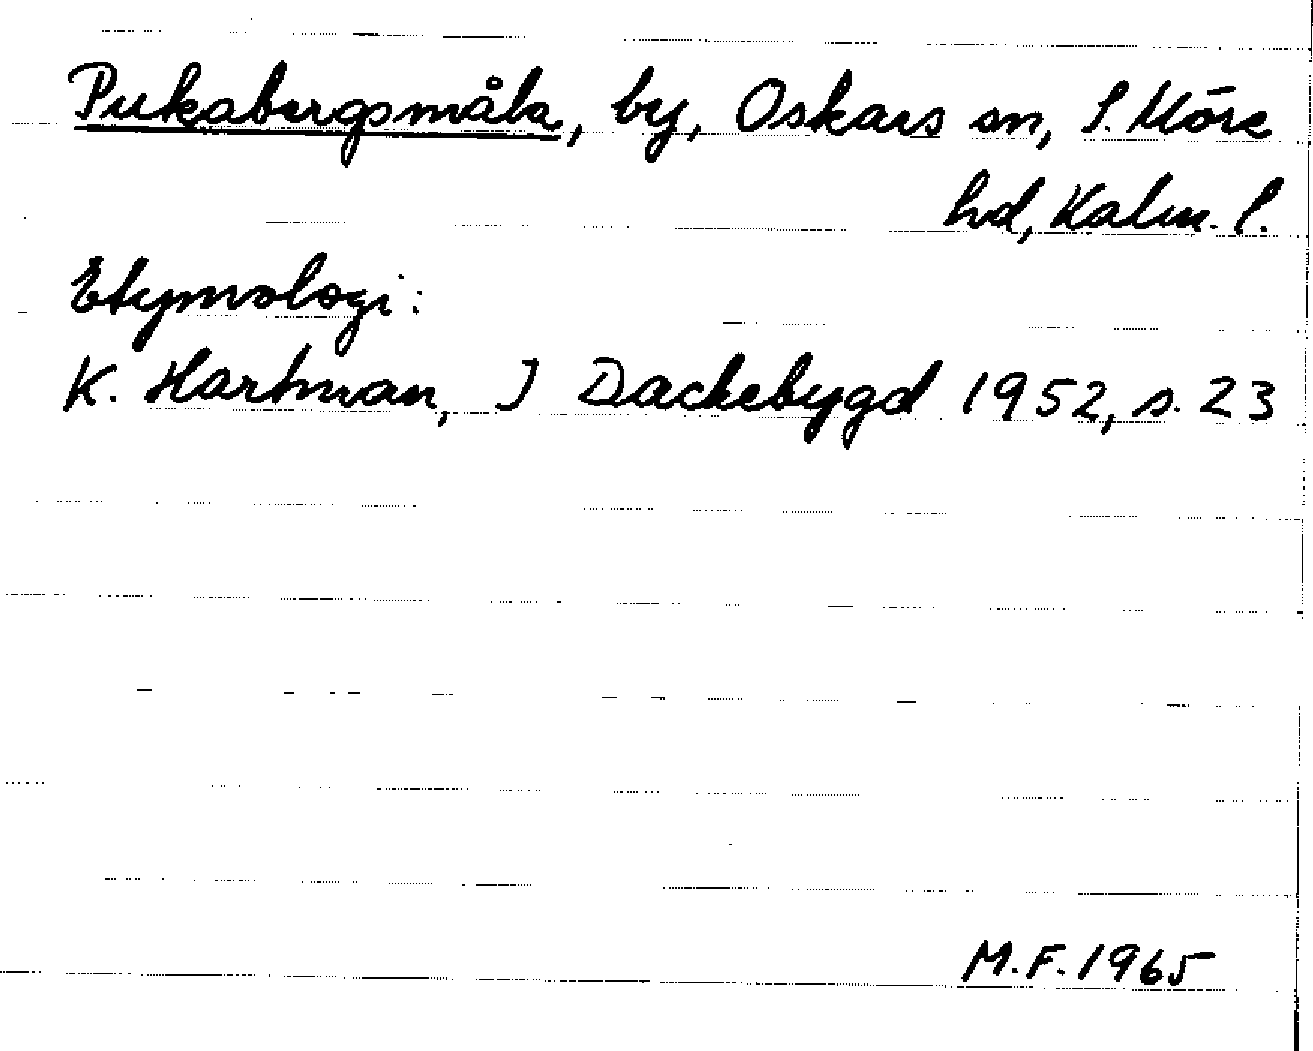 Pukabergsmåla, by, Oskars sn, S. Möre
hd, Kalm. l.
Etymologi:
K. Hartman, I Dackebygd 1952, s. 23
M.F. 1965